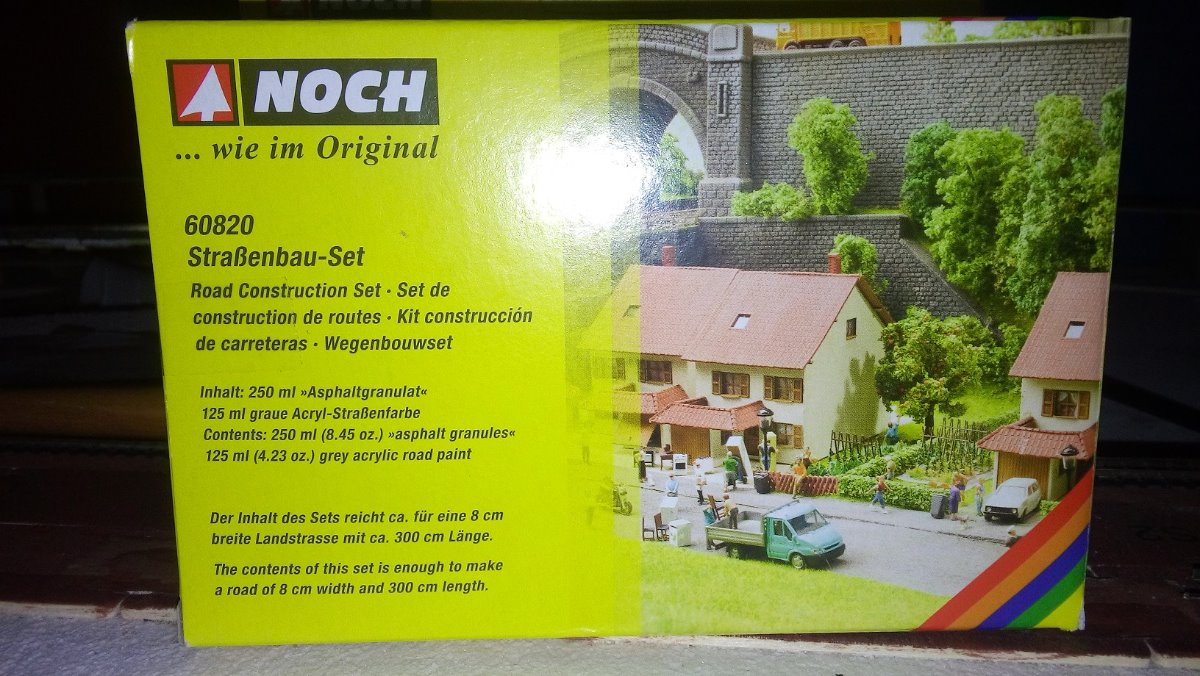 NOCH
... wie im Original
60820
Straßenbau-Set
Road Construction Set · Set de
construction de routes · Kit construcción
de carreteras · Wegenbouwset
Inhalt: 250 ml »Asphaltgranulat«
125 ml graue Acryl-Straßenfarbe
Contents: 250 ml (8.45 oz.) »asphalt granules«
125 ml (4.23 oz.) grey acrylic road paint
Der Inhalt des Sets reicht ca. für eine 8 cm
breite Landstrasse mit ca. 300 cm Länge.
The contents of this set is enough to make
a road of 8 cm width and 300 cm length.